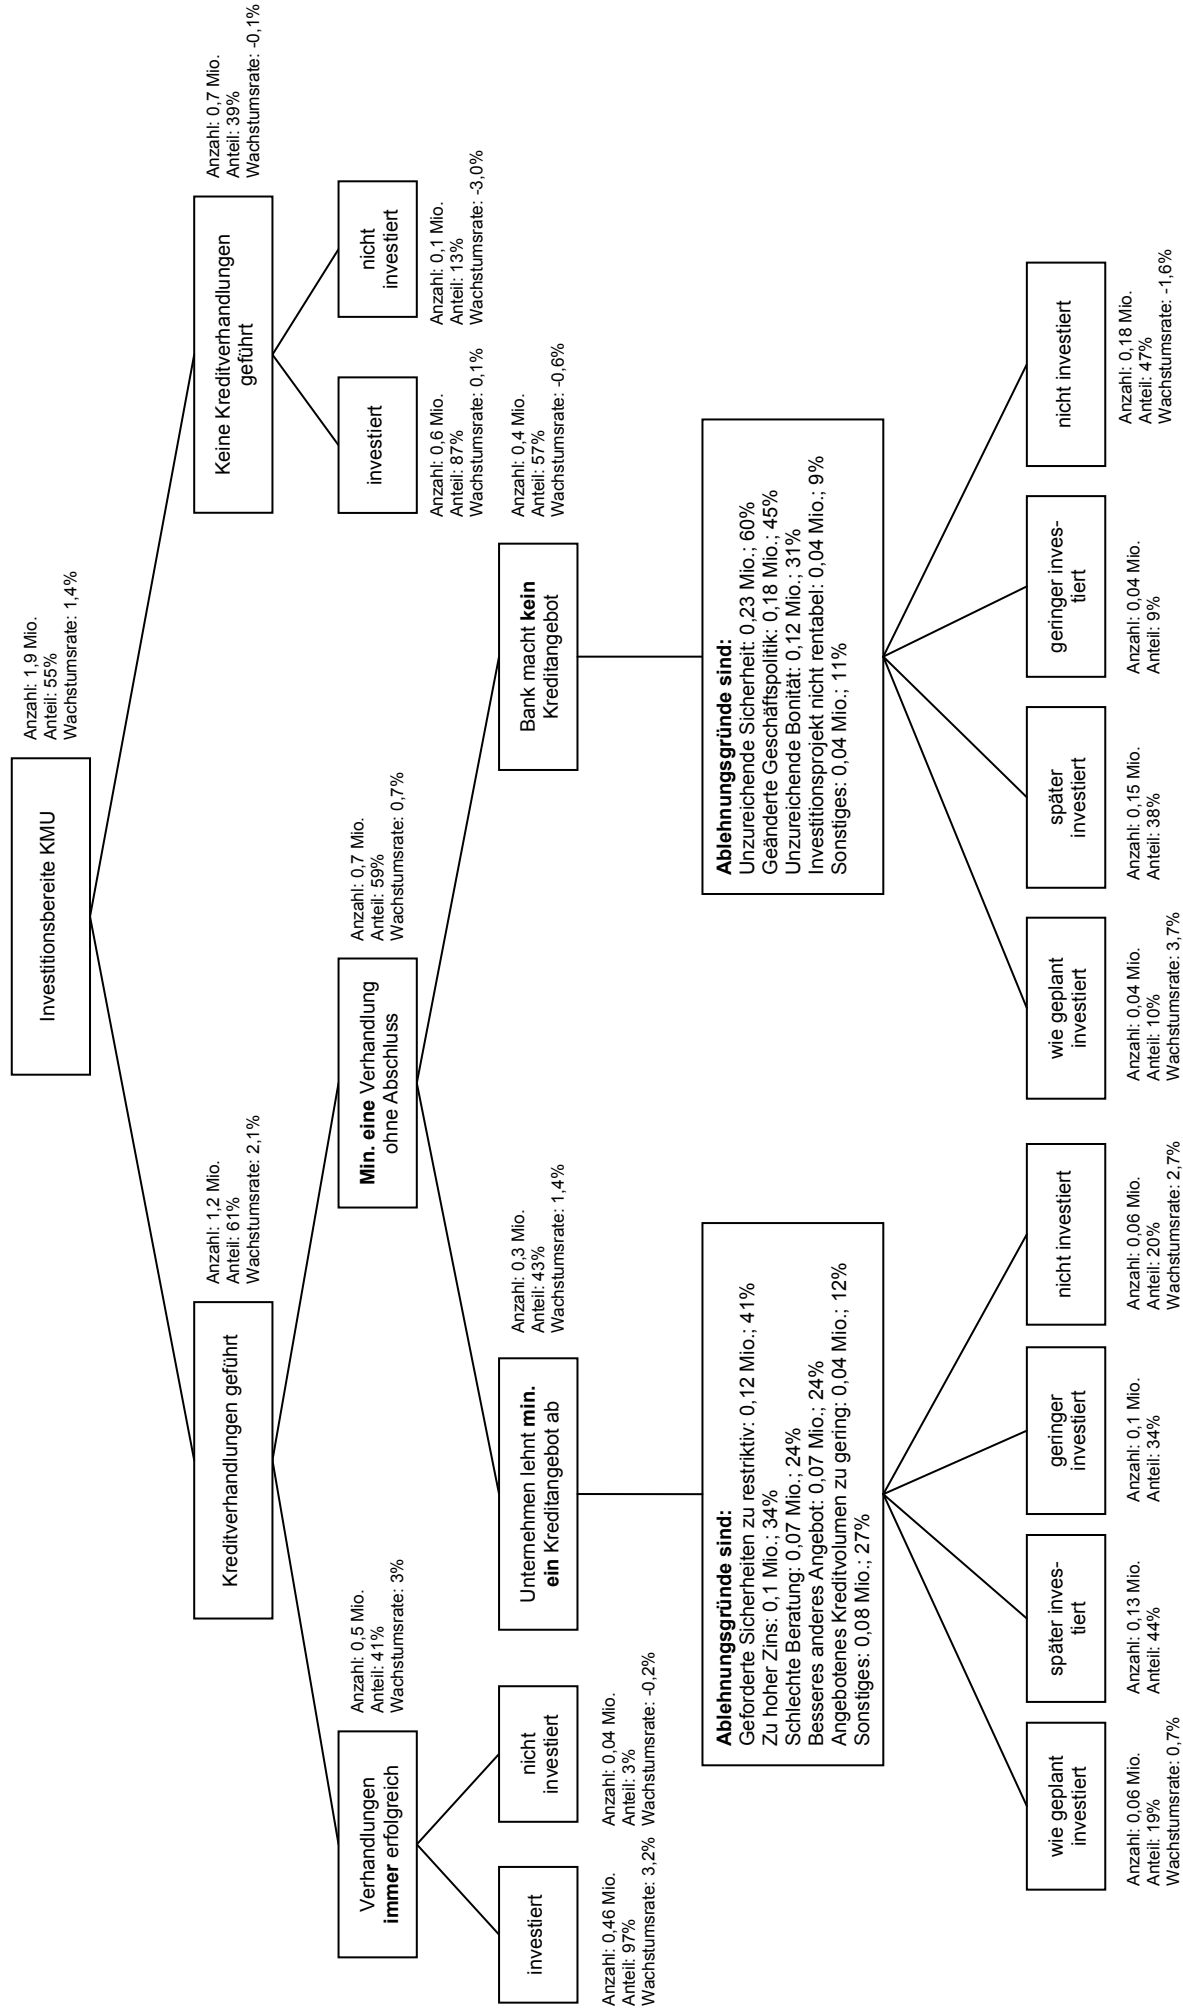 Investitionsbereite KMU
Anzahl: 1,9 Mio.
Anteil: 55%
Wachstumsrate: 1,4%
Kreditverhandlungen geführt
Anzahl: 1,2 Mio.
Anteil: 61%
Wachstumsrate: 2,1%
Keine Kreditverhandlungen
geführt
Anzahl: 0,7 Mio.
Anteil: 39%
Wachstumsrate: -0,1%
Verhandlungen
immer erfolgreich
Anzahl: 0,5 Mio.
Anteil: 41%
Wachstumsrate: 3%
Min. eine Verhandlung
ohne Abschluss
Anzahl: 0,7 Mio.
Anteil: 59%
Wachstumsrate: 0,7%
investiert
Anzahl: 0,6 Mio.
Anteil: 87%
Wachstumsrate: 0,1%
nicht
investiert
Anzahl: 0,1 Mio.
Anteil: 13%
Wachstumsrate: -3,0%
investiert
Anzahl: 0,46 Mio.
Anteil: 97%
Wachstumsrate: 3,2%
nicht
investiert
Anzahl: 0,04 Mio.
Anteil: 3%
Wachstumsrate: -0,2%
Unternehmen lehnt min.
ein Kreditangebot ab
Anzahl: 0,3 Mio.
Anteil: 43%
Wachstumsrate: 1,4%
Bank macht kein
Kreditangebot
Anzahl: 0,4 Mio.
Anteil: 57%
Wachstumsrate: -0,6%
Ablehnungsgründe sind:
Geforderte Sicherheiten zu restriktiv: 0,12 Mio.; 41%
Zu hoher Zins: 0,1 Mio.; 34%
Schlechte Beratung: 0,07 Mio.; 24%
Besseres anderes Angebot: 0,07 Mio.; 24%
Angebotenes Kreditvolumen zu gering: 0,04 Mio.; 12%
Sonstiges: 0,08 Mio.; 27%
Ablehnungsgründe sind:
Unzureichende Sicherheit: 0,23 Mio.; 60%
Geänderte Geschäftspolitik: 0,18 Mio.; 45%
Unzureichende Bonität: 0,12 Mio.; 31%
Investitionsprojekt nicht rentabel: 0,04 Mio.; 9%
Sonstiges: 0,04 Mio.; 11%
wie geplant
investiert
Anzahl: 0,06 Mio.
Anteil: 19%
Wachstumsrate: 0,7%
später inves-
tiert
Anzahl: 0,13 Mio.
Anteil: 44%
geringer
investiert
Anzahl: 0,1 Mio.
Anteil: 34%
nicht investiert
Anzahl: 0,06 Mio.
Anteil: 20%
Wachstumsrate: 2,7%
wie geplant
investiert
Anzahl: 0,04 Mio.
Anteil: 10%
Wachstumsrate: 3,7%
später
investiert
Anzahl: 0,15 Mio.
Anteil: 38%
geringer inves-
tiert
Anzahl: 0,04 Mio.
Anteil: 9%
nicht investiert
Anzahl: 0,18 Mio.
Anteil: 47%
Wachstumsrate: -1,6%